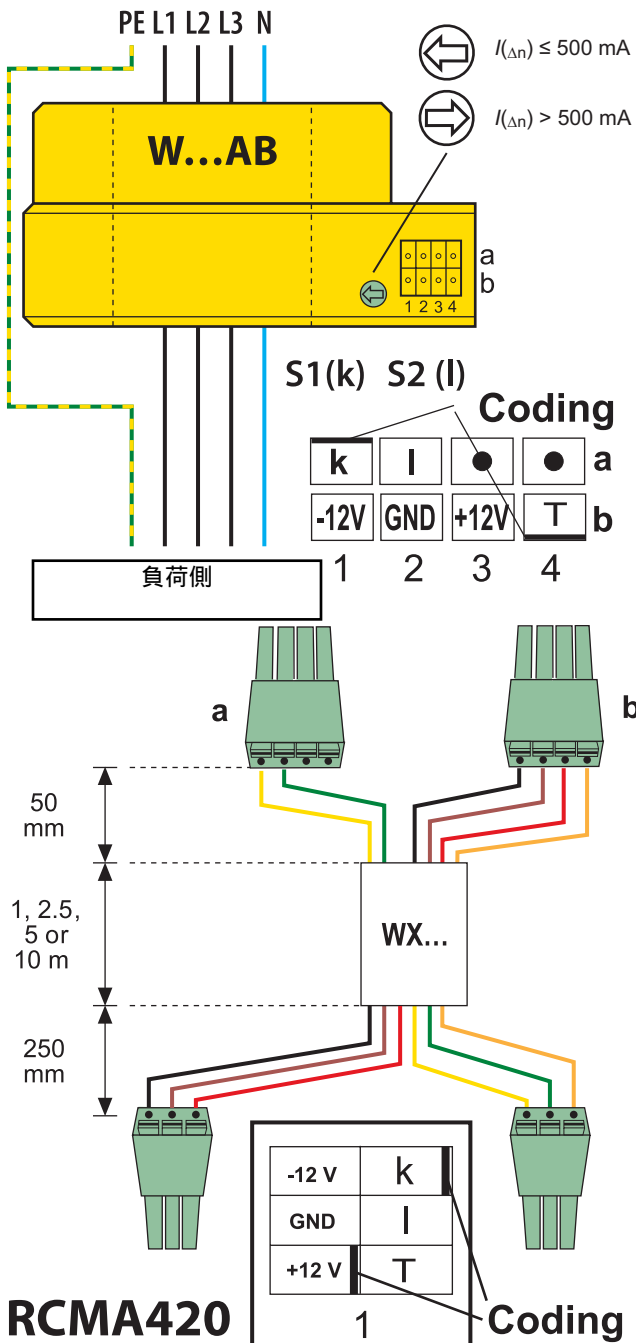 PE L1 L2 L3 N
I(Δn) ≤ 500 mA
I(Δn) > 500 mA
W...AB
a
b
1 2 3 4
S1(k) S2 (l)
Coding
k l ● ● a
-12V GND +12V T b
1 2 3 4
負荷側
a
b
50
mm
1, 2.5,
5 or
10 m
WX...
250
mm
-12 V k
GND l
+12 V T
1
RCMA420
Coding